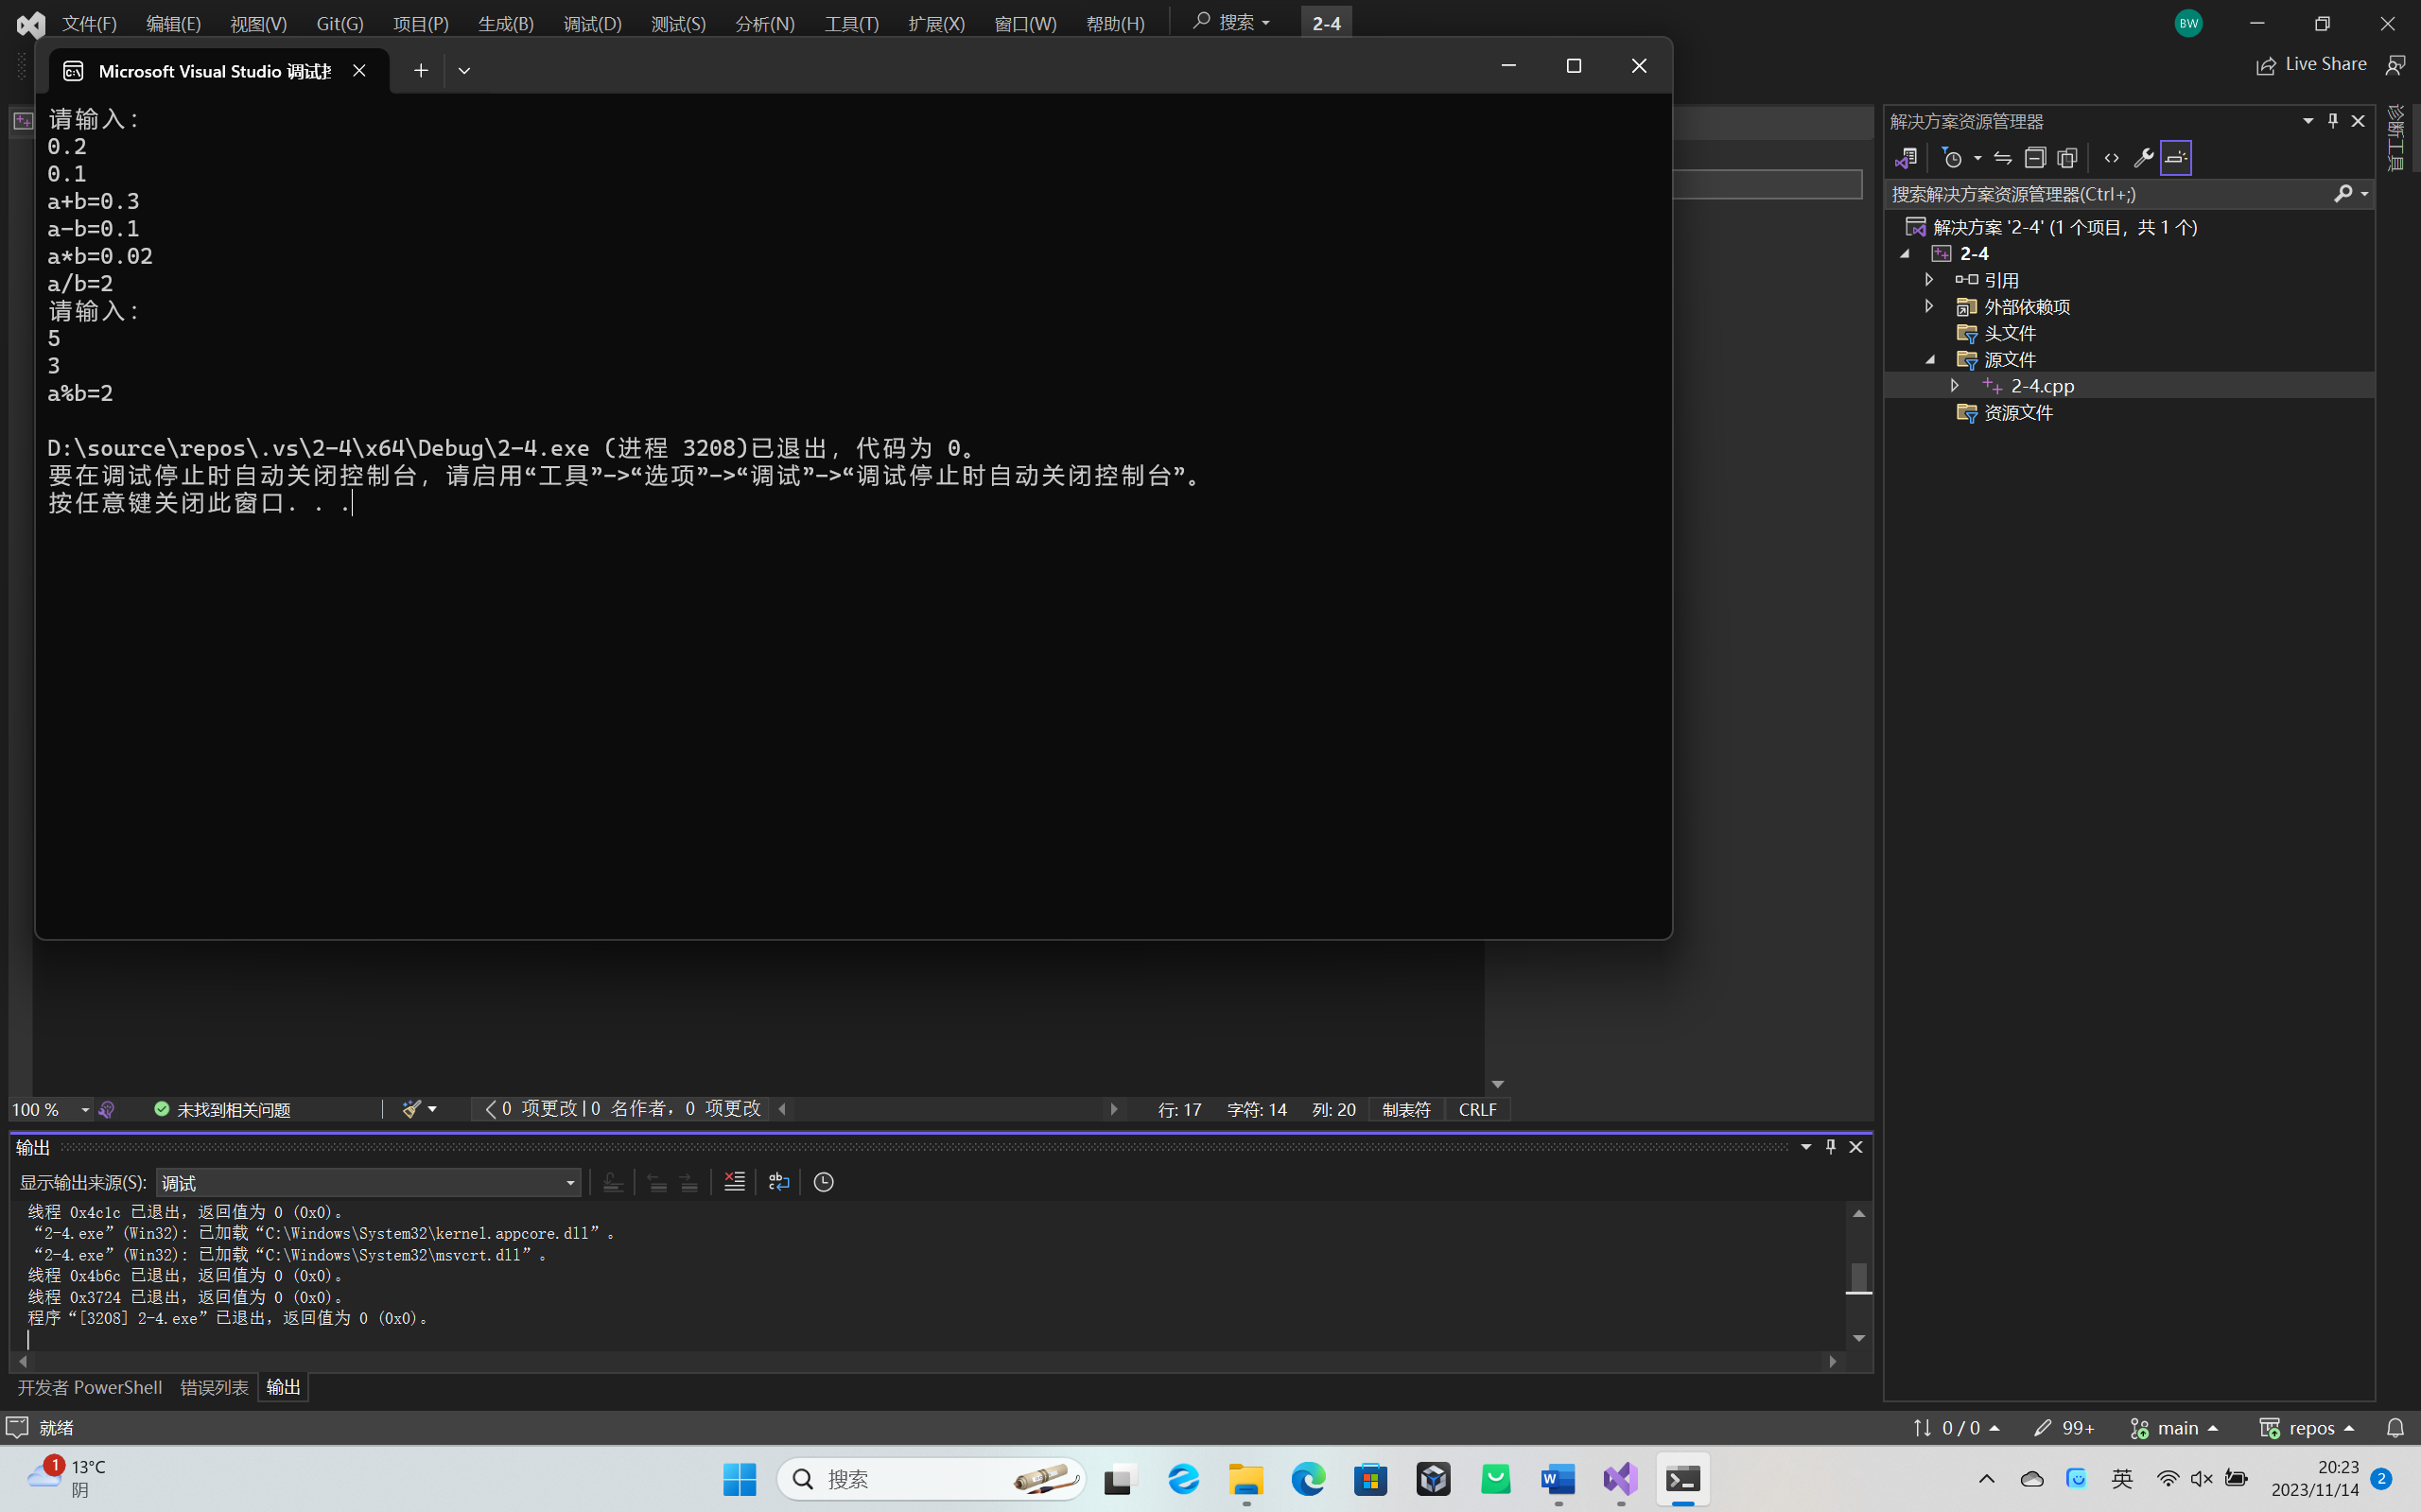 文件(F) 编辑(E) 视图(V) Git(G) 项目(P) 生成(B) 调试(D) 测试(S) 分析(N) 工具(T) 扩展(X) 窗口(W) 帮助(H) 搜索 2-4 BW
Live Share
Microsoft Visual Studio 调试控
请输入：
0.2
0.1
a+b=0.3
a-b=0.1
a*b=0.02
a/b=2
请输入：
5
3
a%b=2
D:\source\repos\.vs\2-4\x64\Debug\2-4.exe (进程 3208)已退出，代码为 0。
要在调试停止时自动关闭控制台，请启用“工具”->“选项”->“调试”->“调试停止时自动关闭控制台”。
按任意键关闭此窗口. . .
解决方案资源管理器
搜索解决方案资源管理器(Ctrl+;)
解决方案 '2-4' (1 个项目，共 1 个)
2-4
引用
外部依赖项
头文件
源文件
2-4.cpp
资源文件
诊断工具
100 % 未找到相关问题 0 项更改 | 0 名作者，0 项更改 行: 17 字符: 14 列: 20 制表符 CRLF
输出
显示输出来源(S): 调试
线程 0x4c1c 已退出，返回值为 0 (0x0)。
“2-4.exe”(Win32): 已加载“C:\Windows\System32\kernel.appcore.dll”。
“2-4.exe”(Win32): 已加载“C:\Windows\System32\msvcrt.dll”。
线程 0x4b6c 已退出，返回值为 0 (0x0)。
线程 0x3724 已退出，返回值为 0 (0x0)。
程序“[3208] 2-4.exe”已退出，返回值为 0 (0x0)。
开发者 PowerShell 错误列表 输出
就绪 0 / 0 99+ main repos
1 13°C
阴
搜索
英
20:23
2023/11/14
2